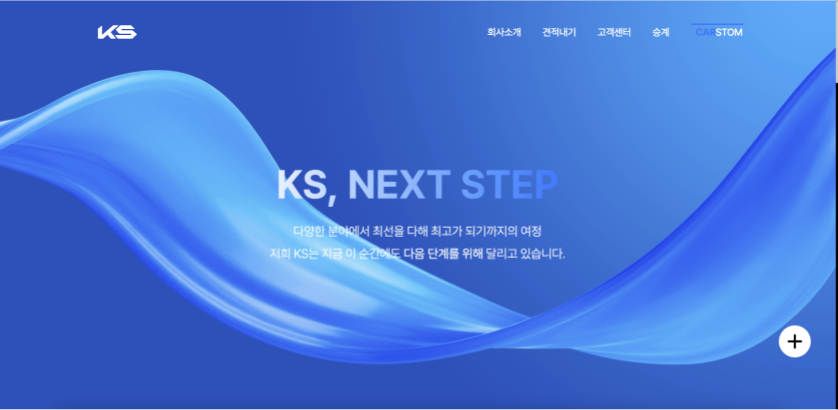 KS
회사소개 견적내기 고객센터 승계 CARSTOM
KS, NEXT STEP
다양한 분야에서 최선을 다해 최고가 되기까지의 여정
저희 KS는 지금 이 순간에도 다음 단계를 위해 달리고 있습니다.